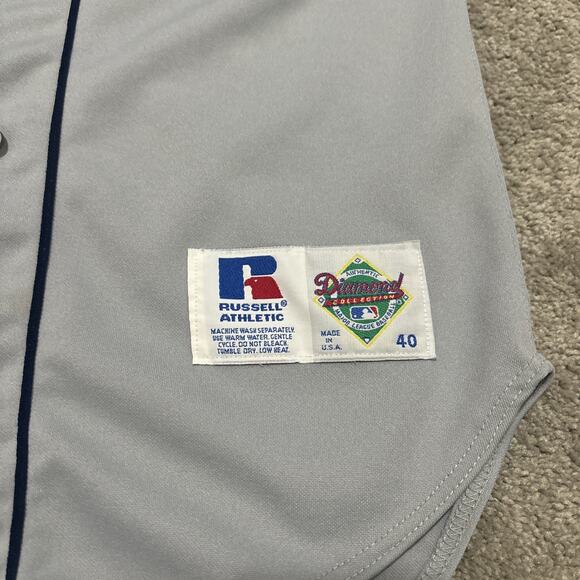 RUSSELL®
ATHLETIC
MACHINE WASH SEPARATELY.
USE WARM WATER. GENTLE
CYCLE. DO NOT BLEACH.
TUMBLE DRY. LOW HEAT.
AUTHENTIC
Diamond
COLLECTION
MAJOR LEAGUE BASEBALL
MADE
IN
U.S.A.
40